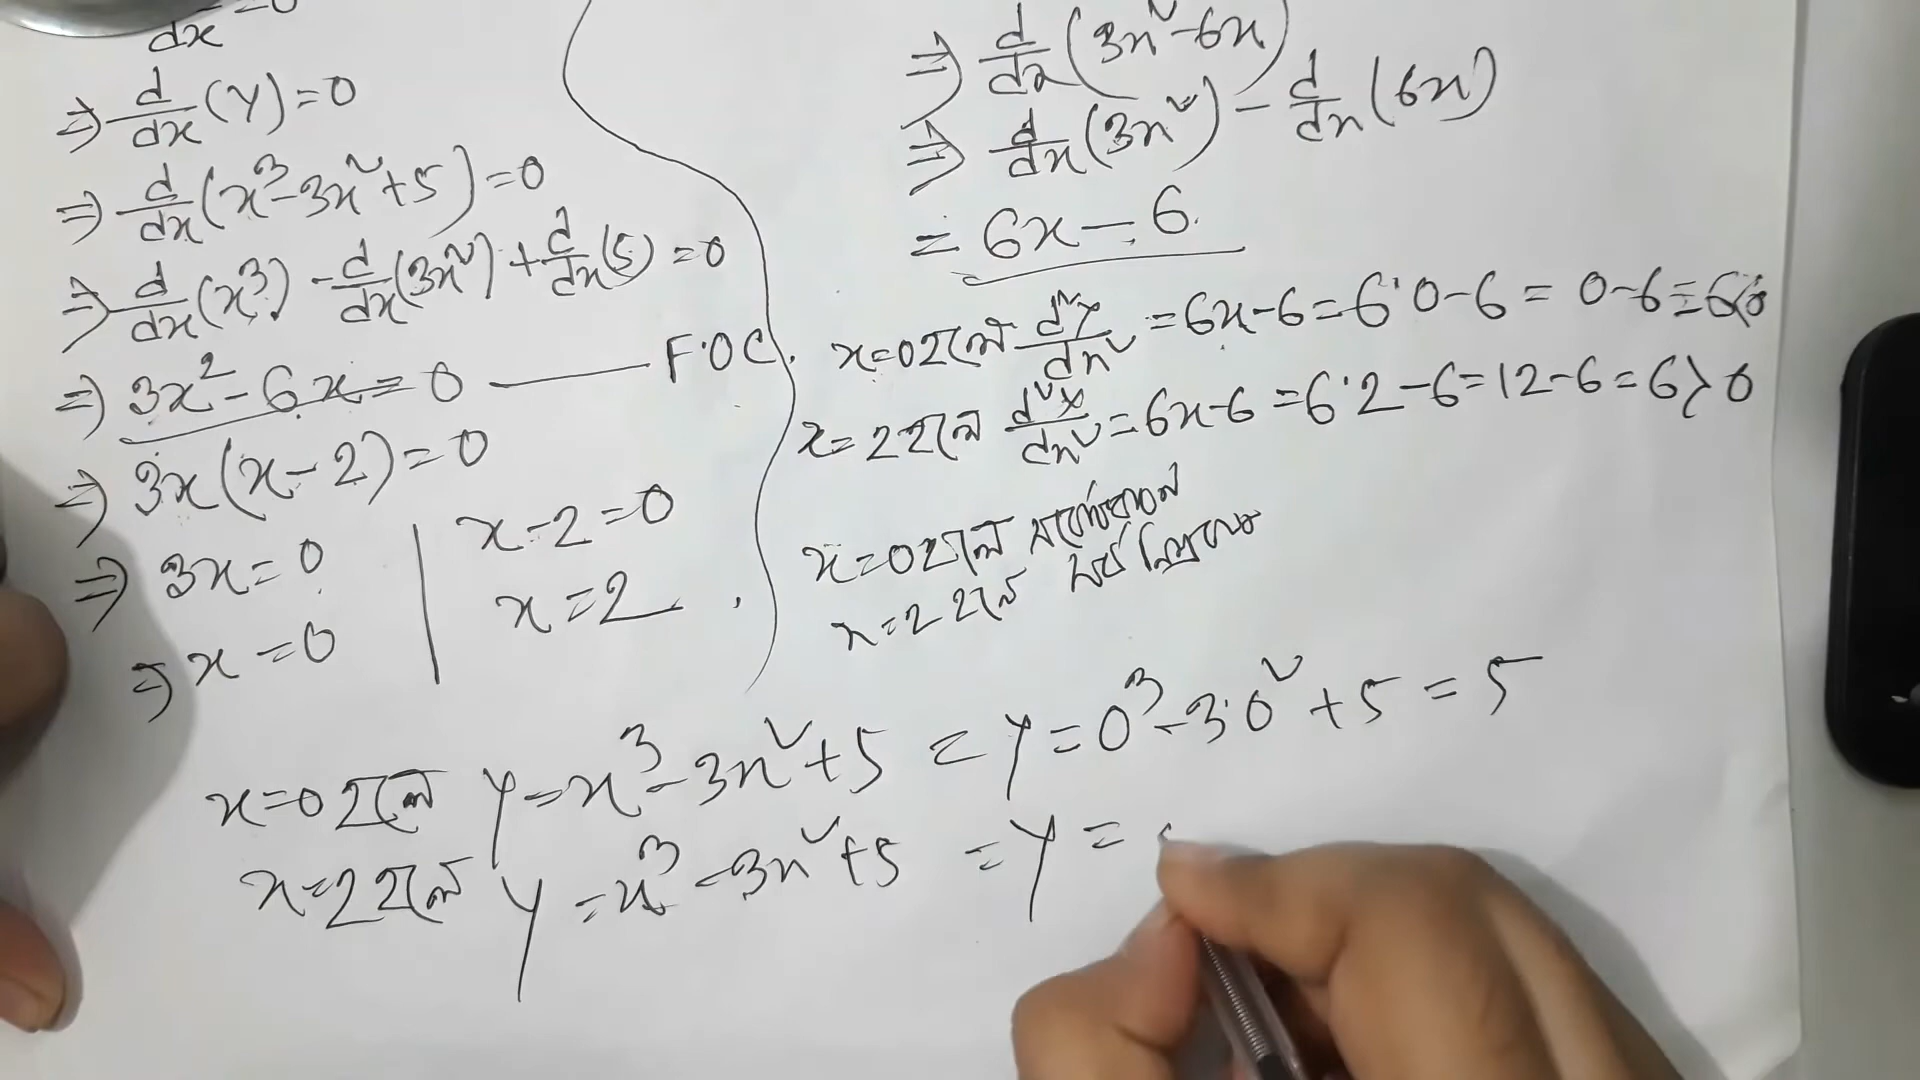 dx =0
⇒ d/dx (y)=0
⇒ d/dx (x³-3x²+5)=0
⇒ d/dx (x³) - d/dx (3x²) + d/dx (5) =0
⇒ 3x²-6x=0 — F.O.C.
⇒ 3x(x-2)=0
⇒ 3x=0 | x-2=0
⇒ x=0 | x=2
⇒ d/dx (3x²-6x)
⇒ d/dx (3x²) - d/dx (6x)
= 6x-6
x=0 হলে d²y/dx² = 6x-6 = 6·0-6 = 0-6 = 6<0
x=2 হলে d²y/dx² = 6x-6 = 6·2-6 = 12-6 = 6>0
x=0 হলে
x=2 হলে
x=0 হলে y=x³-3x²+5 = y=0³-3·0²+5 = 5
x=2 হলে y=x³-3x²+5 = y=